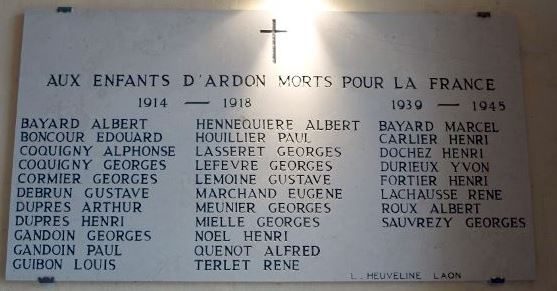 AUX ENFANTS D'ARDON MORTS POUR LA FRANCE
1914 — 1918
BAYARD ALBERT
BONCOUR EDOUARD
COQUIGNY ALPHONSE
COQUIGNY GEORGES
CORMIER GEORGES
DEBRUN GUSTAVE
DUPRES ARTHUR
DUPRES HENRI
GANDOIN GEORGES
GANDOIN PAUL
GUIBON LOUIS
HENNEQUIERE ALBERT
HOUILLIER PAUL
LASSERET GEORGES
LEFEVRE GEORGES
LEMOINE GUSTAVE
MARCHAND EUGENE
MEUNIER GEORGES
MIELLE GEORGES
NOEL HENRI
QUENOT ALFRED
TERLET RENE
1939 — 1945
BAYARD MARCEL
CARLIER HENRI
DOCHEZ HENRI
DURIEUX YVON
FORTIER HENRI
LACHAUSSE RENE
ROUX ALBERT
SAUVREZY GEORGES
L. HEUVELINE LAON